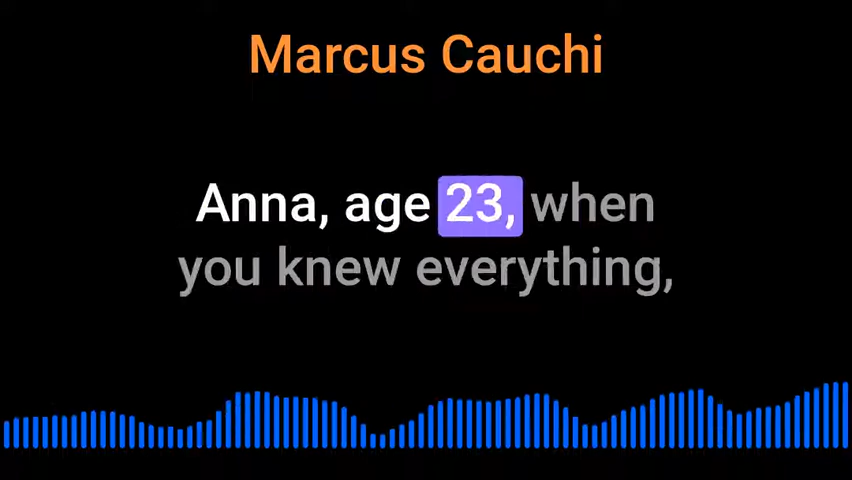 Marcus Cauchi
Anna, age 23, when
you knew everything,